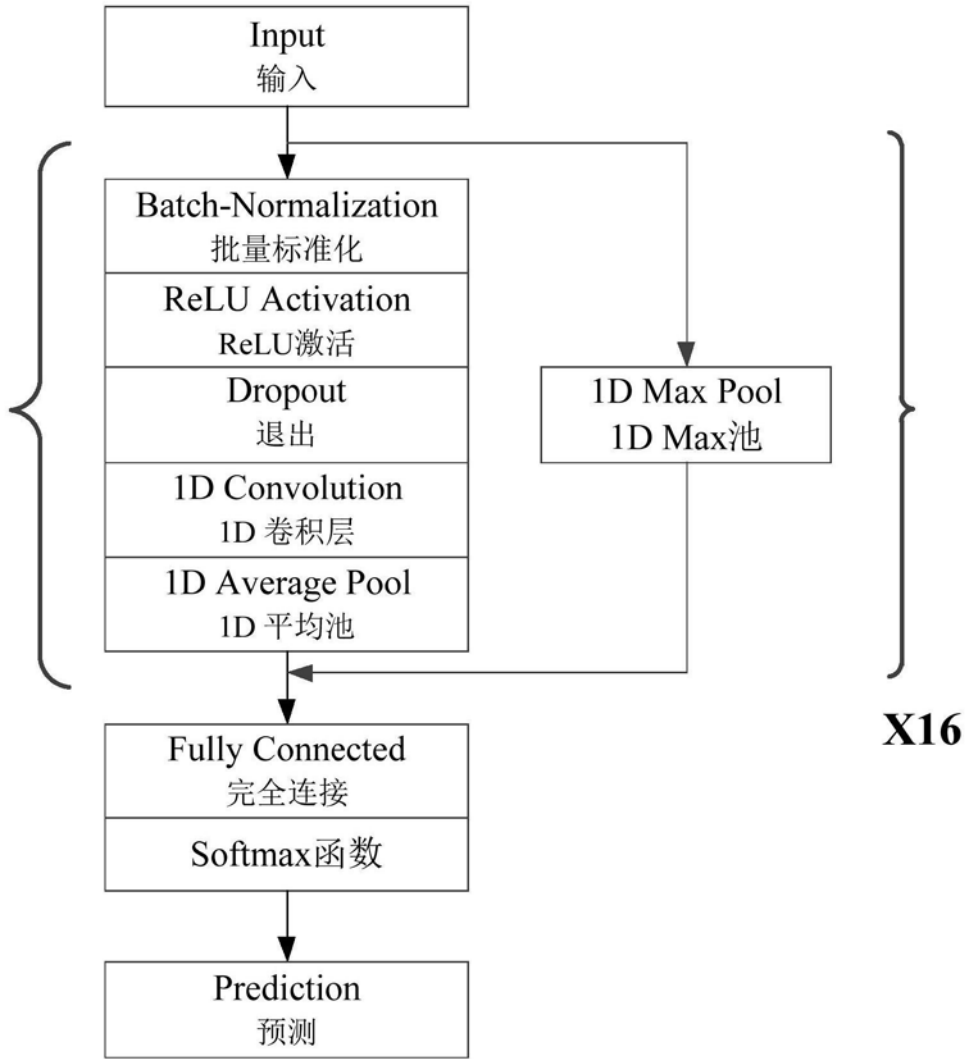 Input
输入
Batch-Normalization
批量标准化
ReLU Activation
ReLU激活
Dropout
退出
1D Convolution
1D 卷积层
1D Average Pool
1D 平均池
1D Max Pool
1D Max池
X16
Fully Connected
完全连接
Softmax函数
Prediction
预测